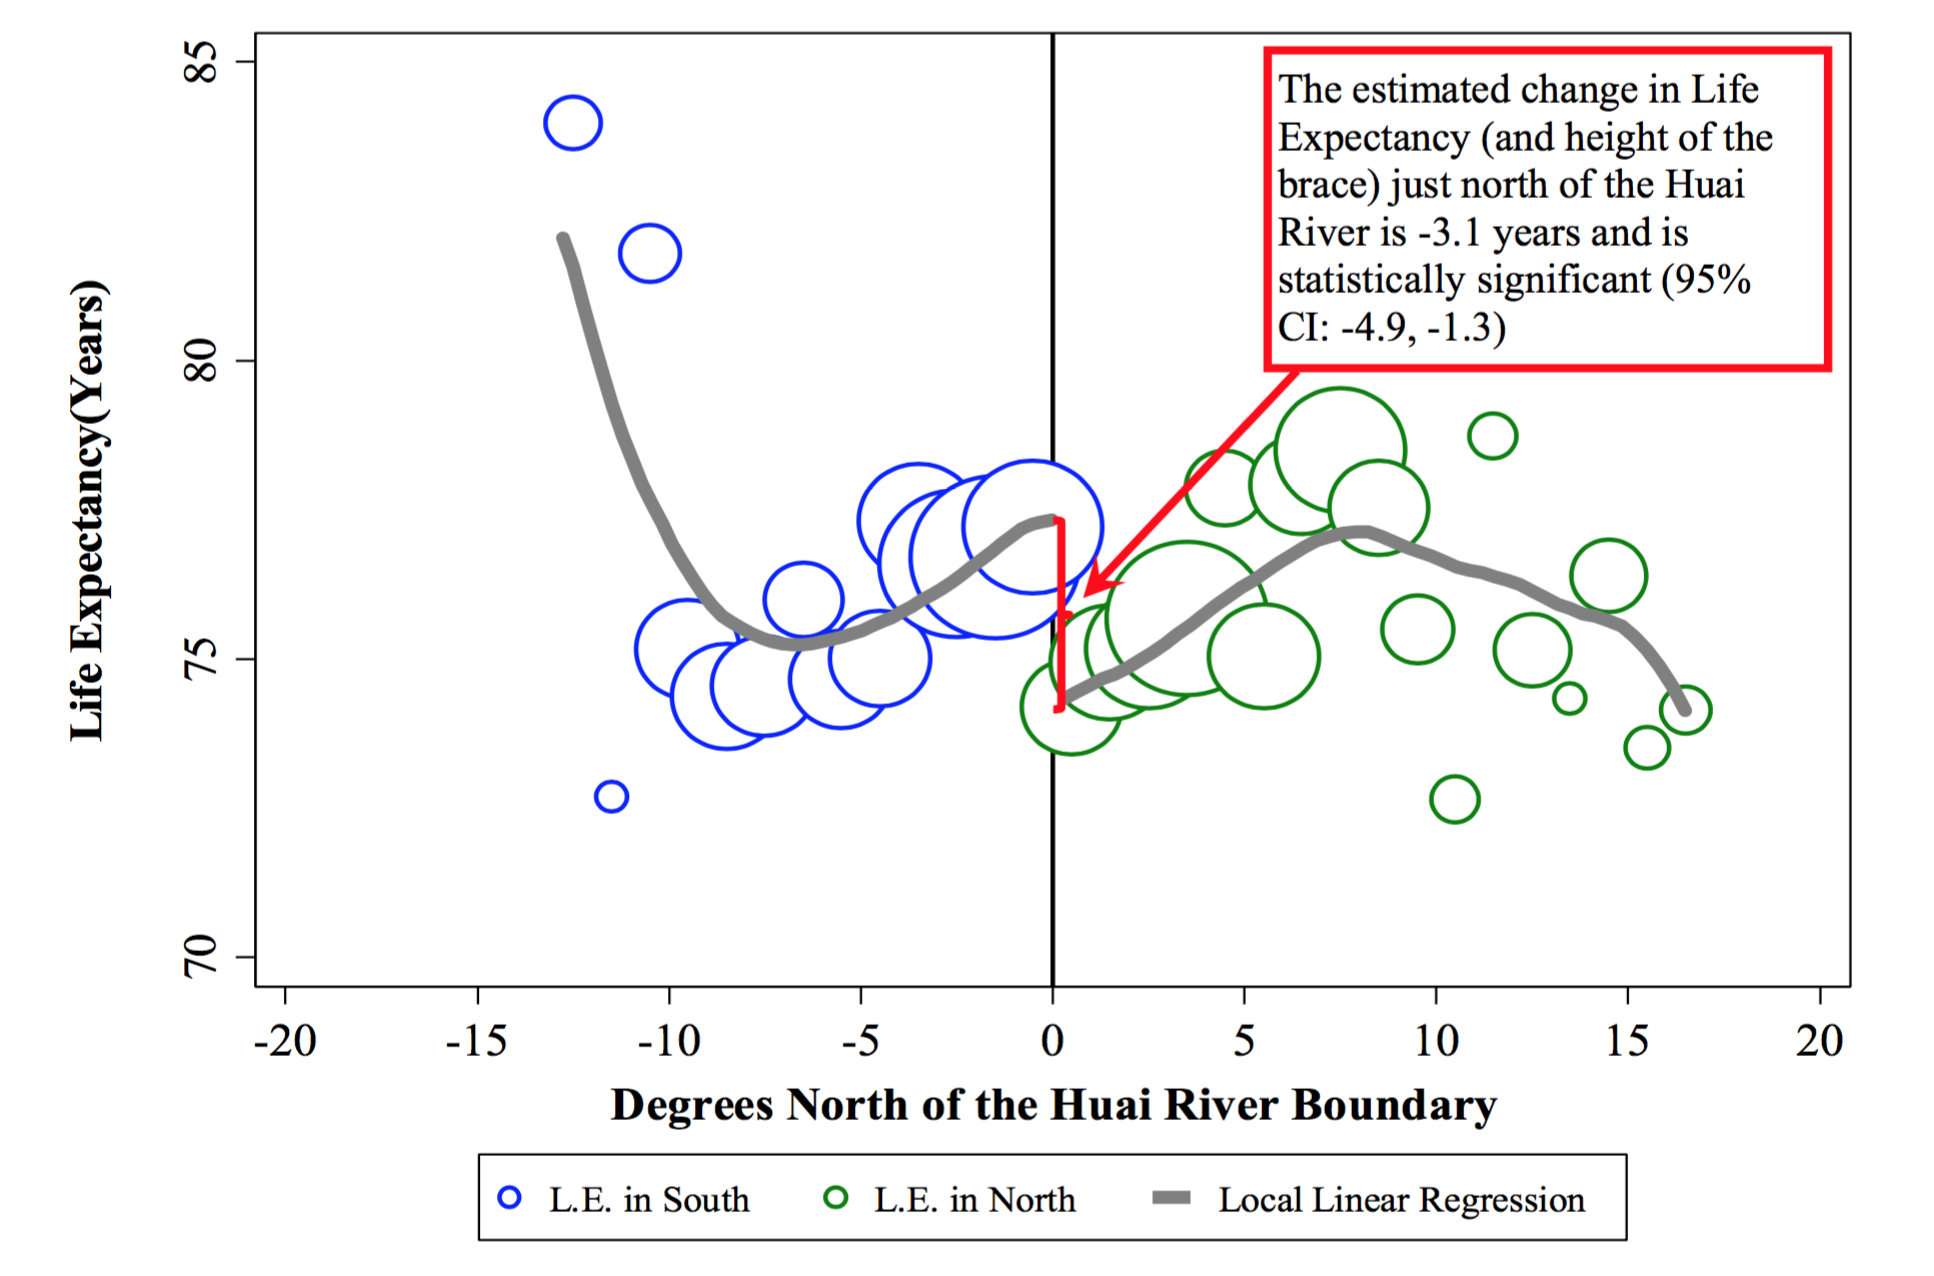 The estimated change in Life
Expectancy (and height of the
brace) just north of the Huai
River is -3.1 years and is
statistically significant (95%
CI: -4.9, -1.3)
Life Expectancy(Years)
85
80
75
70
-20 -15 -10 -5 0 5 10 15 20
Degrees North of the Huai River Boundary
L.E. in South L.E. in North Local Linear Regression